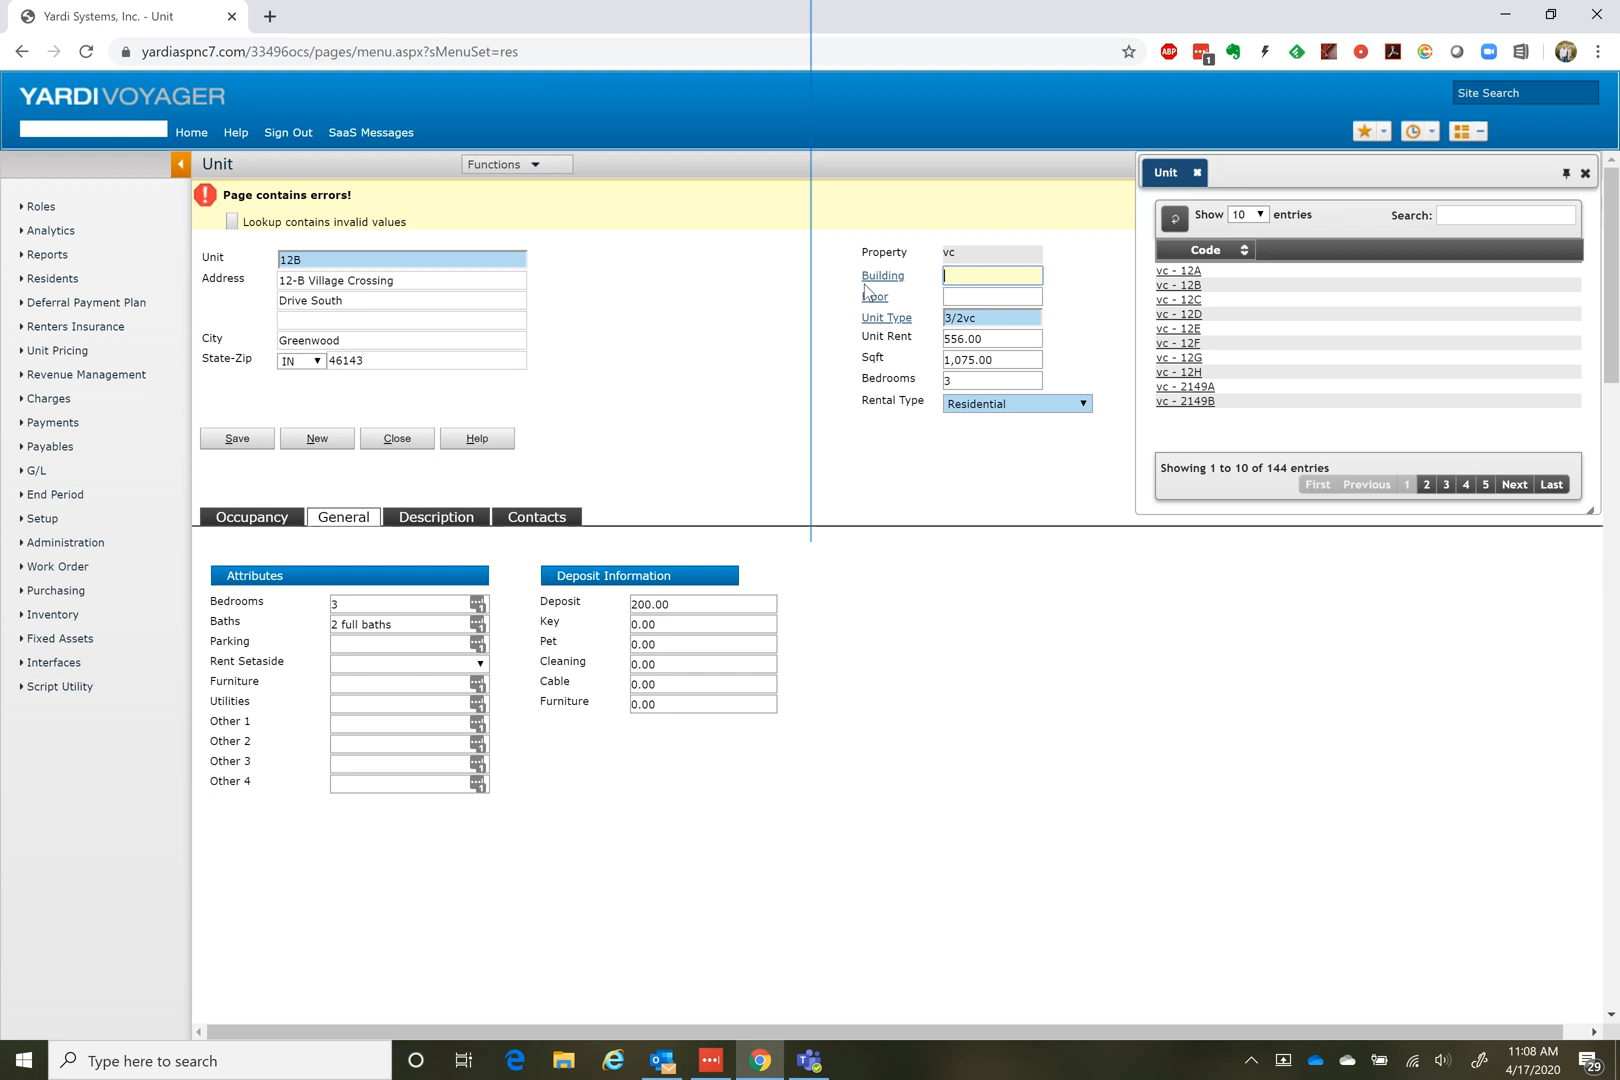 Yardi Systems, Inc. - Unit
yardiaspnc7.com/33496ocs/pages/menu.aspx?sMenuSet=res
ABP
1
YARDI VOYAGER
Site Search
Home Help Sign Out SaaS Messages
Unit
Functions
Page contains errors!
Lookup contains invalid values
Unit 12B
Address 12-B Village Crossing
Drive South
City Greenwood
State-Zip IN 46143
Save New Close Help
Property vc
Building
Unit Type 3/2vc
Unit Rent 556.00
Sqft 1,075.00
Bedrooms 3
Rental Type Residential
Unit
Show 10 entries Search:
Code
vc - 12A
vc - 12B
vc - 12C
vc - 12D
vc - 12E
vc - 12F
vc - 12G
vc - 12H
vc - 2149A
vc - 2149B
Showing 1 to 10 of 144 entries
First Previous 1 2 3 4 5 Next Last
Roles
Analytics
Reports
Residents
Deferral Payment Plan
Renters Insurance
Unit Pricing
Revenue Management
Charges
Payments
Payables
G/L
End Period
Setup
Administration
Work Order
Purchasing
Inventory
Fixed Assets
Interfaces
Script Utility
Occupancy General Description Contacts
Attributes
Bedrooms 3
Baths 2 full baths
Parking
Rent Setaside
Furniture
Utilities
Other 1
Other 2
Other 3
Other 4
Deposit Information
Deposit 200.00
Key 0.00
Pet 0.00
Cleaning 0.00
Cable 0.00
Furniture 0.00
Type here to search
11:08 AM
4/17/2020
29